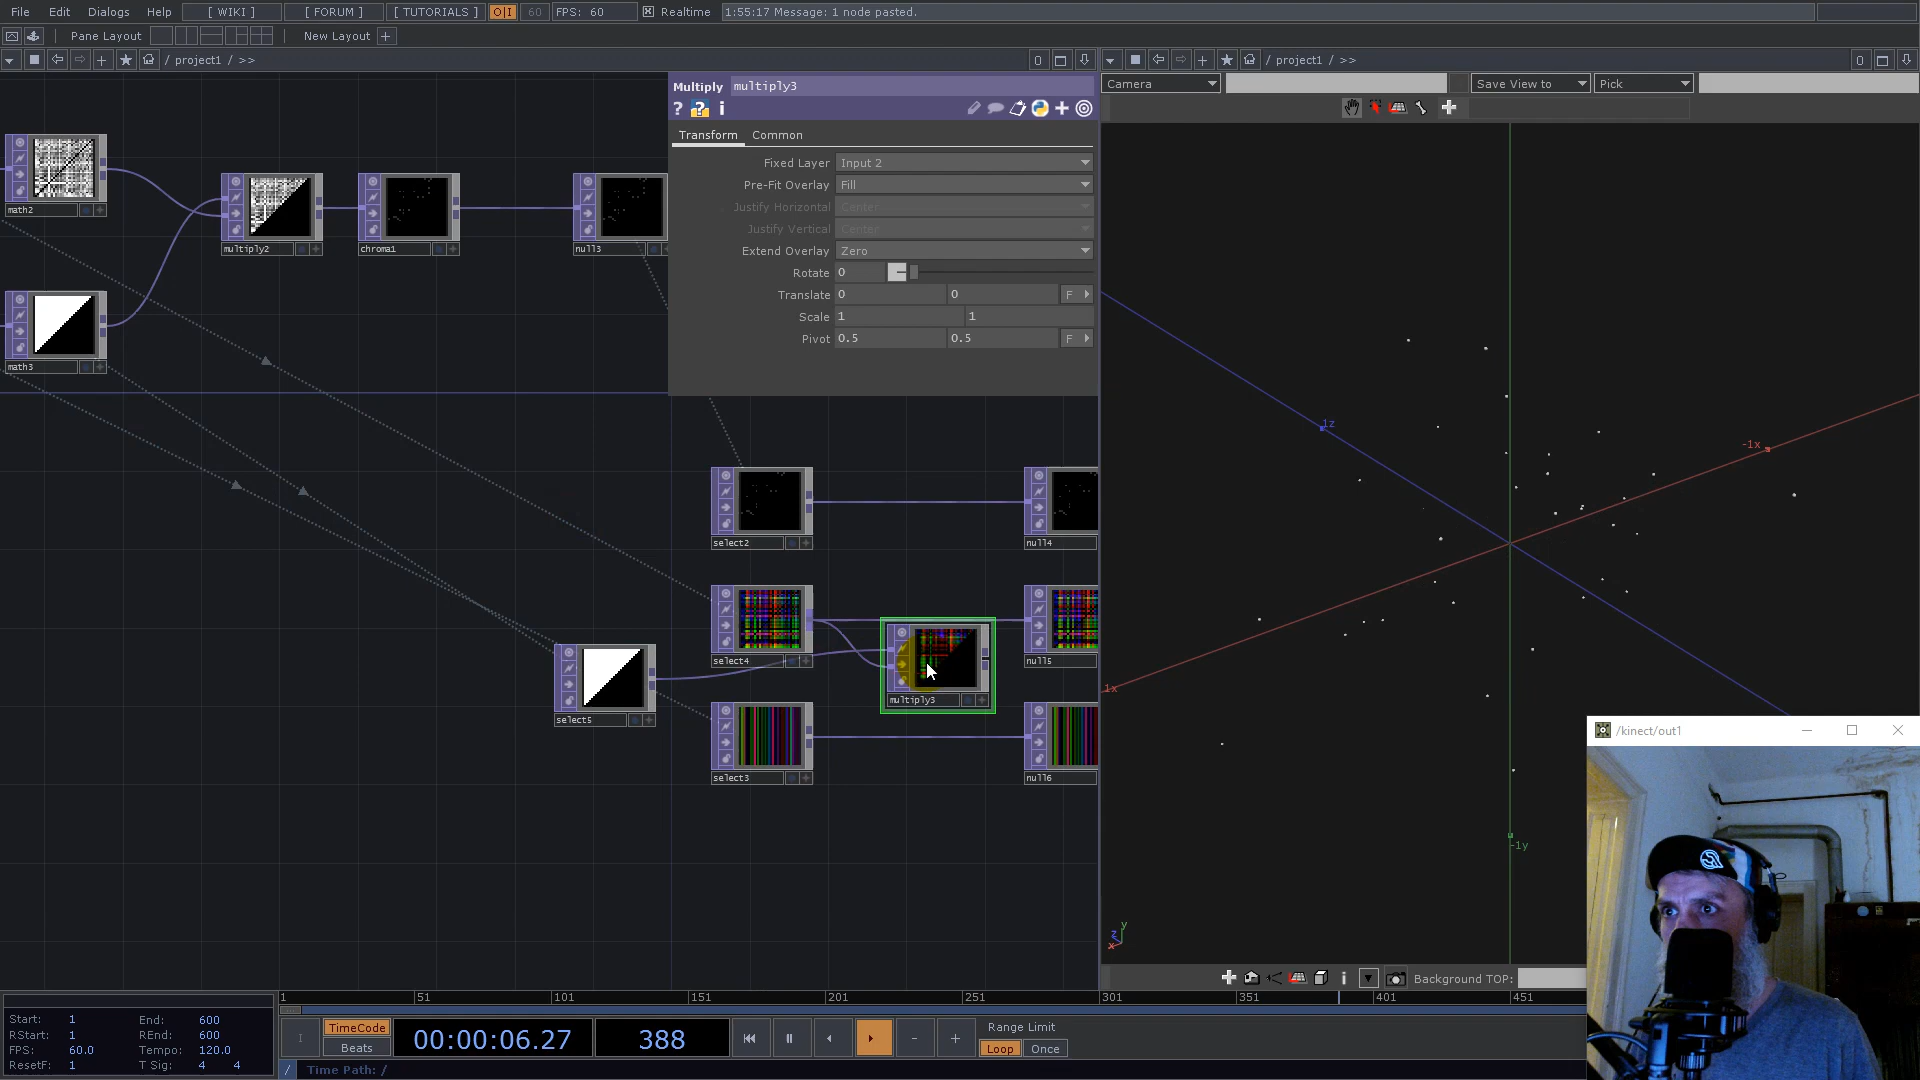 File Edit Dialogs Help [ WIKI ] [ FORUM ] [ TUTORIALS ] O|I 60 FPS: 60 Realtime 1:55:17 Message: 1 node pasted.
Pane Layout New Layout +
/ project1 / >> 0
/ project1 / >> 0
Multiply multiply3
Camera Save View to Pick
? ? i
Transform Common
Fixed Layer Input 2
Pre-Fit Overlay Fill
Justify Horizontal Center
Justify Vertical Center
Extend Overlay Zero
Rotate 0
Translate 0 0 F
Scale 1 1
Pivot 0.5 0.5 F
math2
multiply2
chroma1
null3
math3
select2
null4
select4
null5
multiply3
select5
select3
null6
1z
-1x
1x
-1y
y
z
x
/kinect/out1
i Background TOP:
1 51 101 151 201 251 301 351 401 451
Start: 1 End: 600
RStart: 1 REnd: 600
FPS: 60.0 Tempo: 120.0
ResetF: 1 T Sig: 4 4
I TimeCode
Beats
00:00:06.27 388
Range Limit
Loop Once
/ Time Path: /